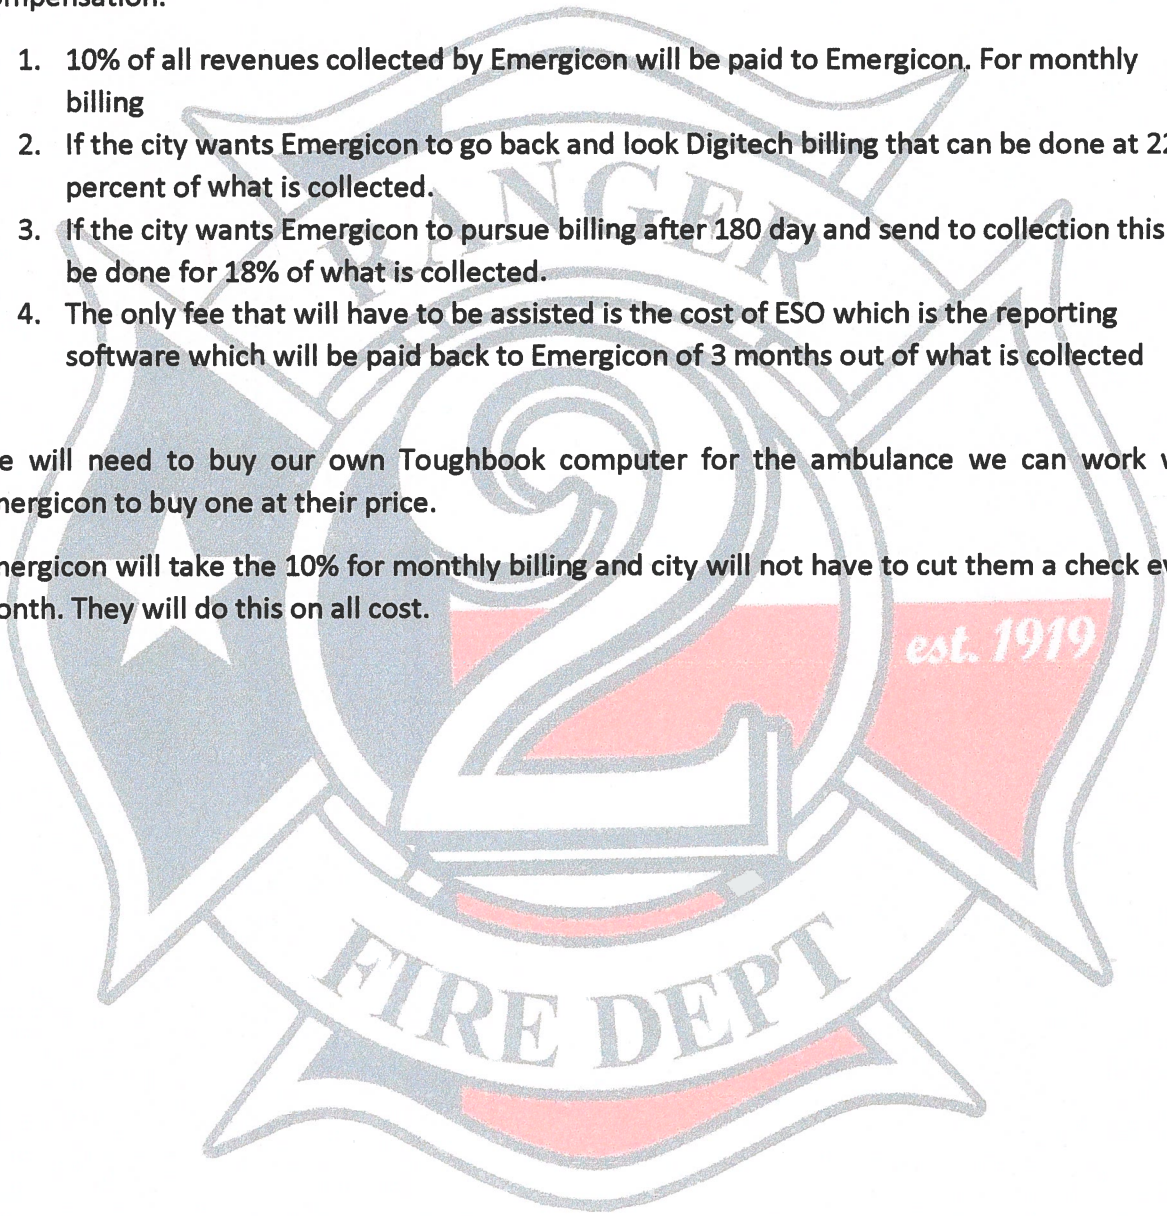 ompensation:
1. 10% of all revenues collected by Emergicon will be paid to Emergicon. For monthly
billing
2. If the city wants Emergicon to go back and look Digitech billing that can be done at 22
percent of what is collected.
3. If the city wants Emergicon to pursue billing after 180 day and send to collection this
be done for 18% of what is collected.
4. The only fee that will have to be assisted is the cost of ESO which is the reporting
software which will be paid back to Emergicon of 3 months out of what is collected
e will need to buy our own Toughbook computer for the ambulance we can work w
nergicon to buy one at their price.
nergicon will take the 10% for monthly billing and city will not have to cut them a check ev
onth. They will do this on all cost.
RANGER
2
est. 1919
FIRE DEPT